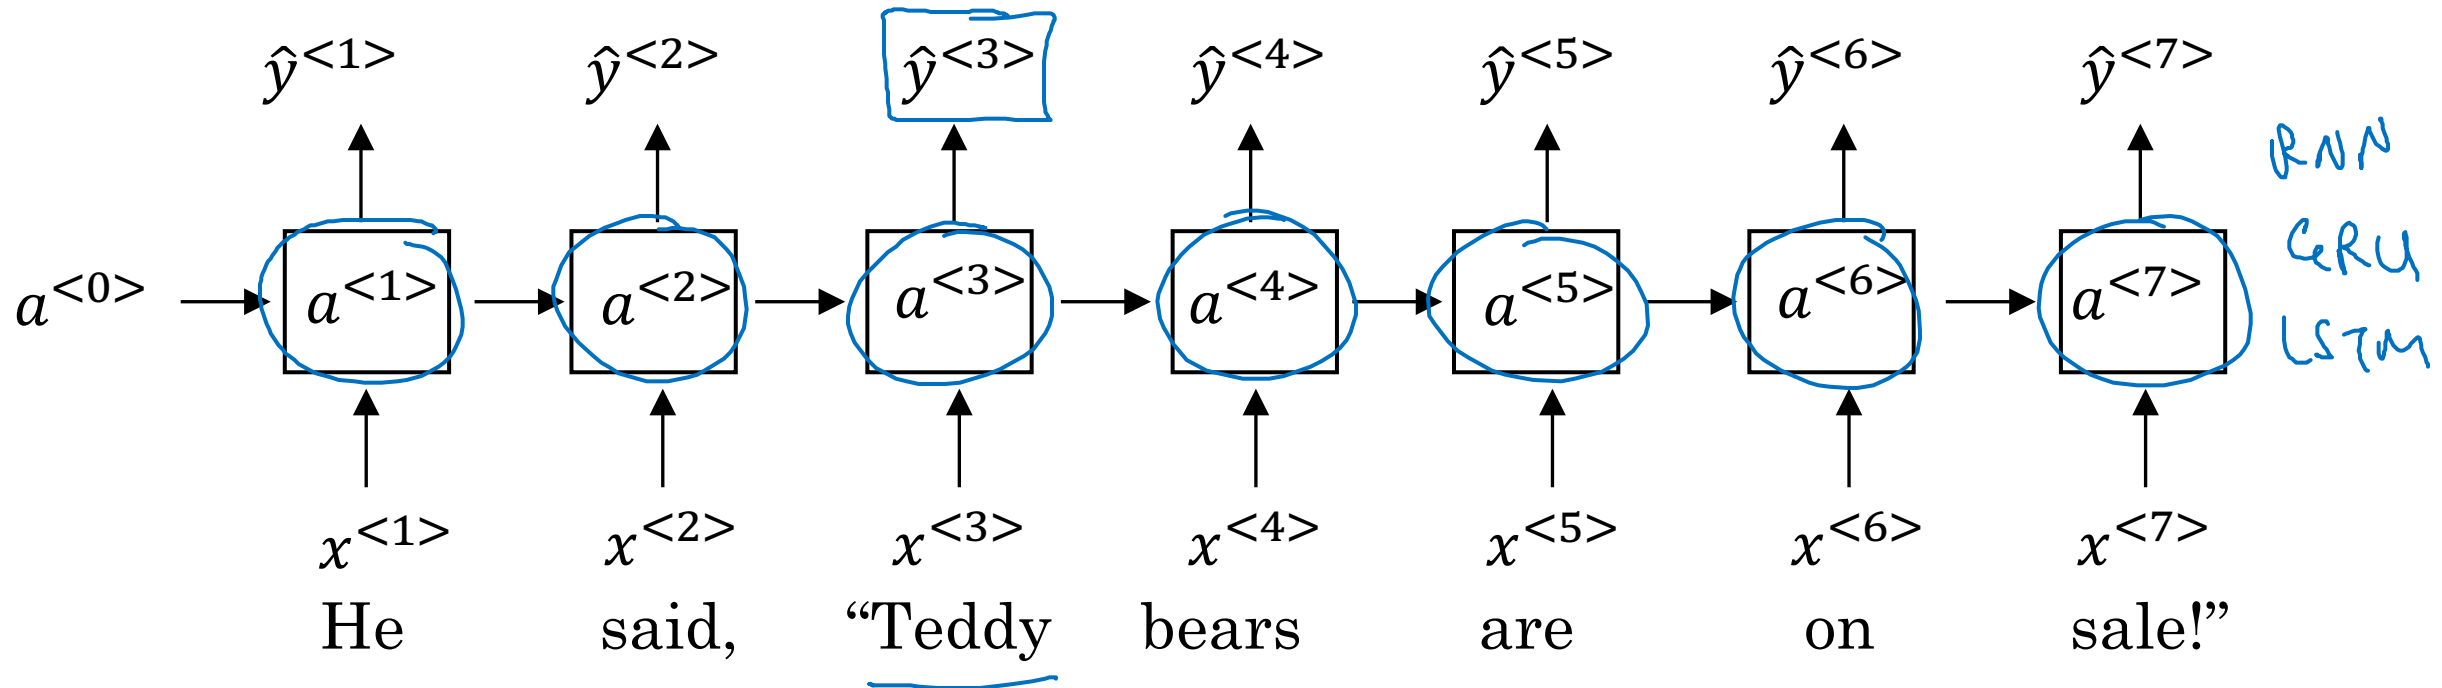 ŷ<1> ŷ<2> ŷ<3> ŷ<4> ŷ<5> ŷ<6> ŷ<7>
RNN
GRU
LSTM
a<0> a<1> a<2> a<3> a<4> a<5> a<6> a<7>
x<1> x<2> x<3> x<4> x<5> x<6> x<7>
He said, “Teddy bears are on sale!”